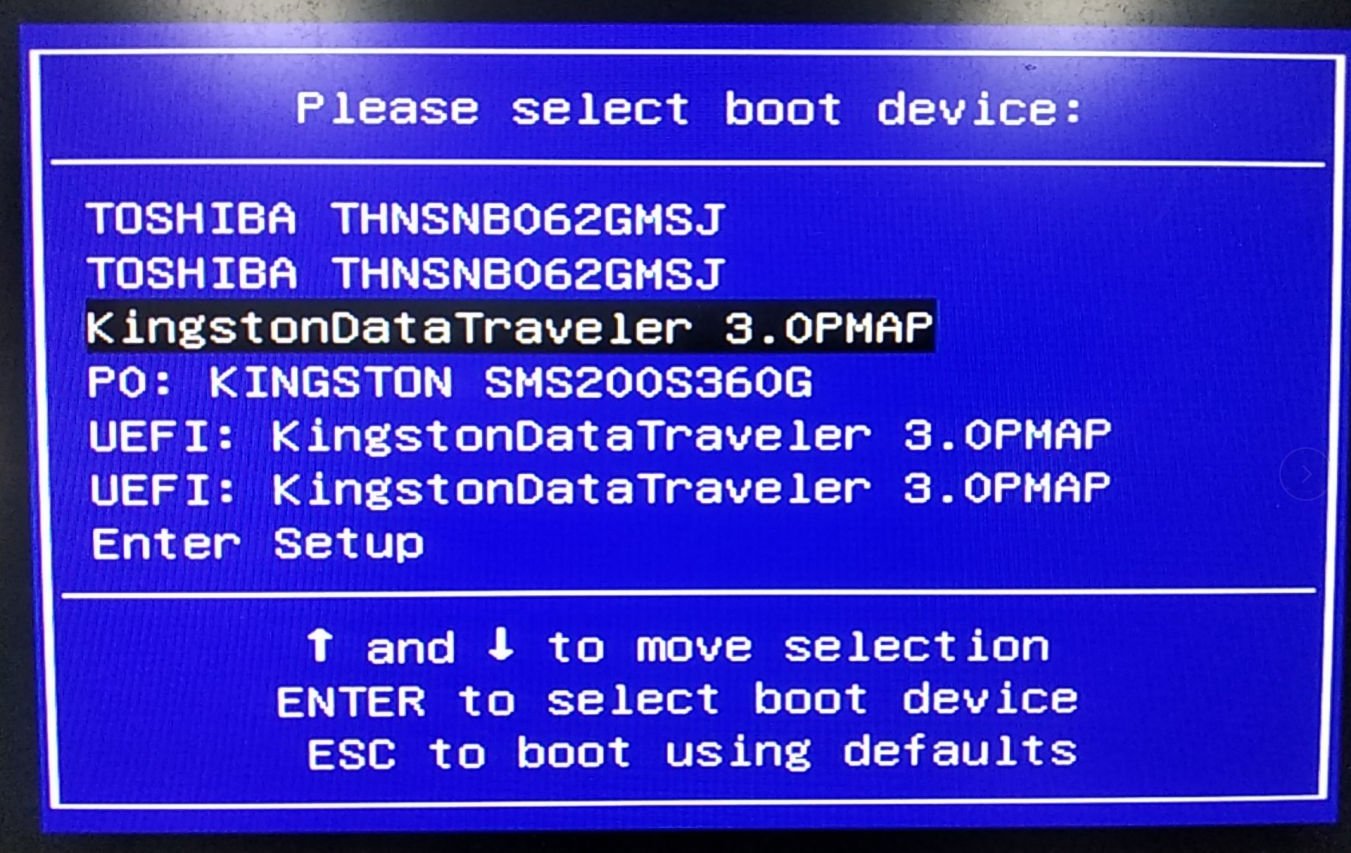 Please select boot device:
TOSHIBA THNSNB062GMSJ
TOSHIBA THNSNB062GMSJ
KingstonDataTraveler 3.0PMAP
P0: KINGSTON SMS200S360G
UEFI: KingstonDataTraveler 3.0PMAP
UEFI: KingstonDataTraveler 3.0PMAP
Enter Setup
↑ and ↓ to move selection
ENTER to select boot device
ESC to boot using defaults